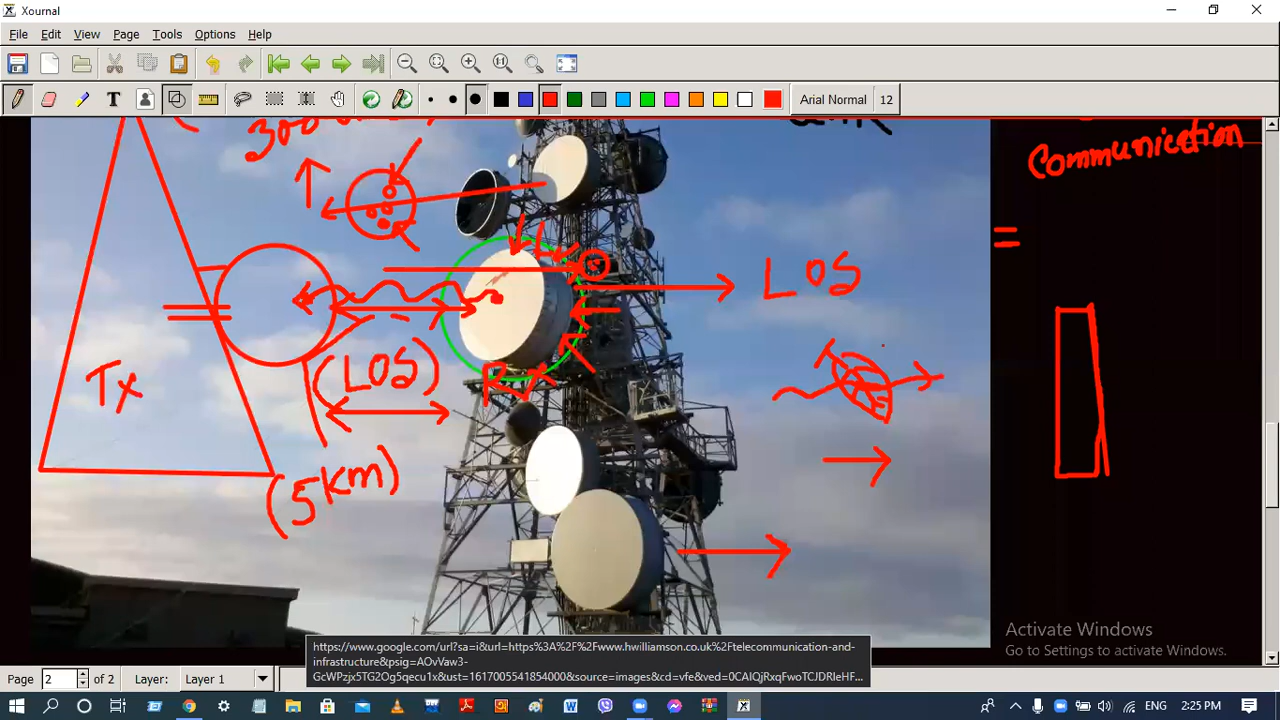 Xournal
File Edit View Page Tools Options Help
Arial Normal 12
Communication
=
LOS
Tx
(LOS)
Rx
(5km)
Activate Windows
Go to Settings to activate Windows.
https://www.google.com/url?sa=i&url=https%3A%2F%2Fwww.hwilliamson.co.uk%2Ftelecommunication-and-
infrastructure&psig=AOvVaw3-
GcWPzjx5TG2Og5qecu1x&ust=1617005541854000&source=images&cd=vfe&ved=0CAIQjRxqFwoTCJDRleHF...
Page 2 of 2 Layer: Layer 1
ENG 2:25 PM